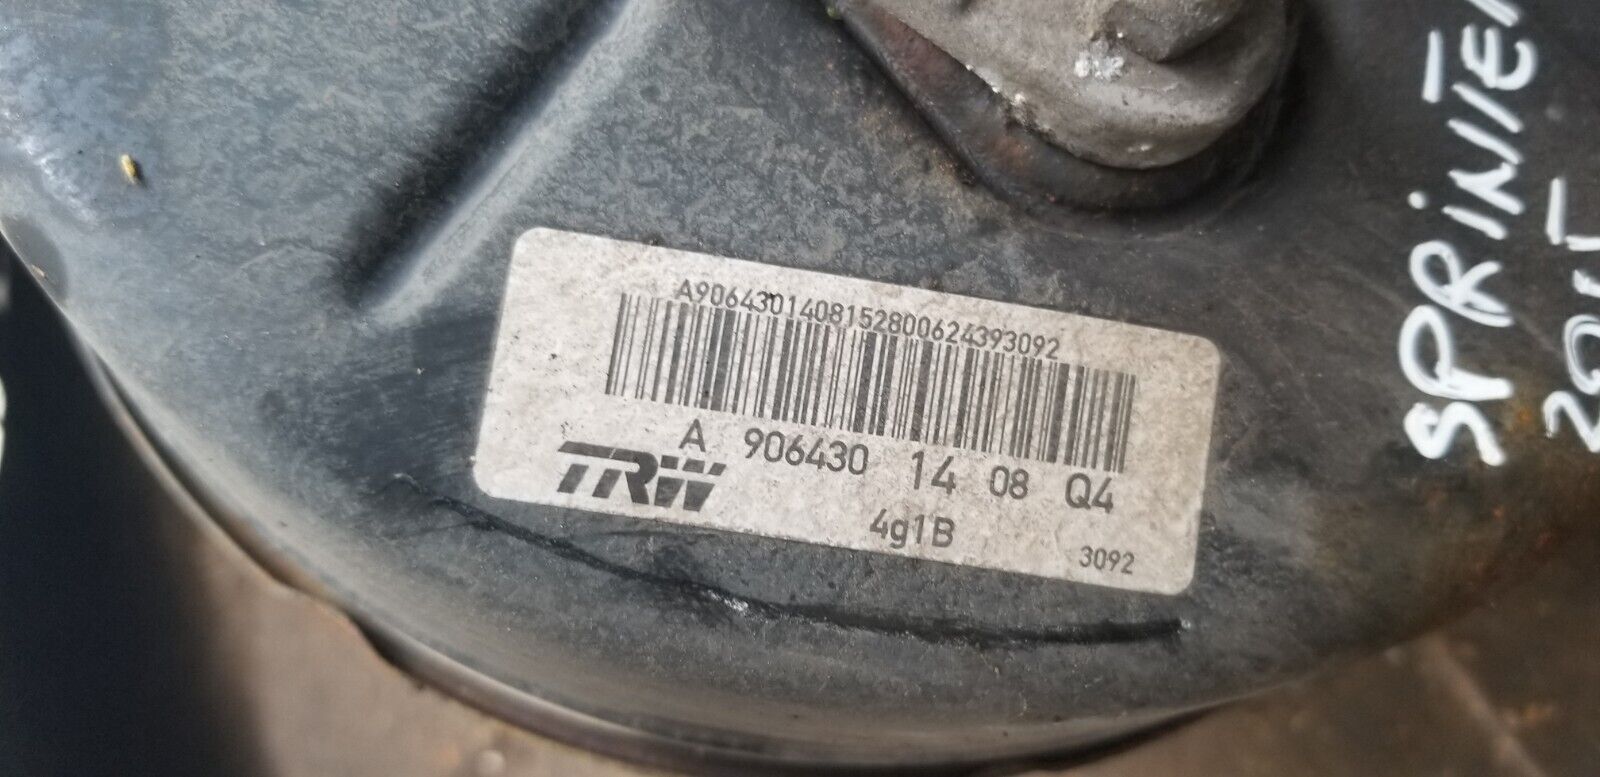 A9064301408152800624393092
A 906430 14 08 Q4
TRW
4g1B
3092
SPRINTER